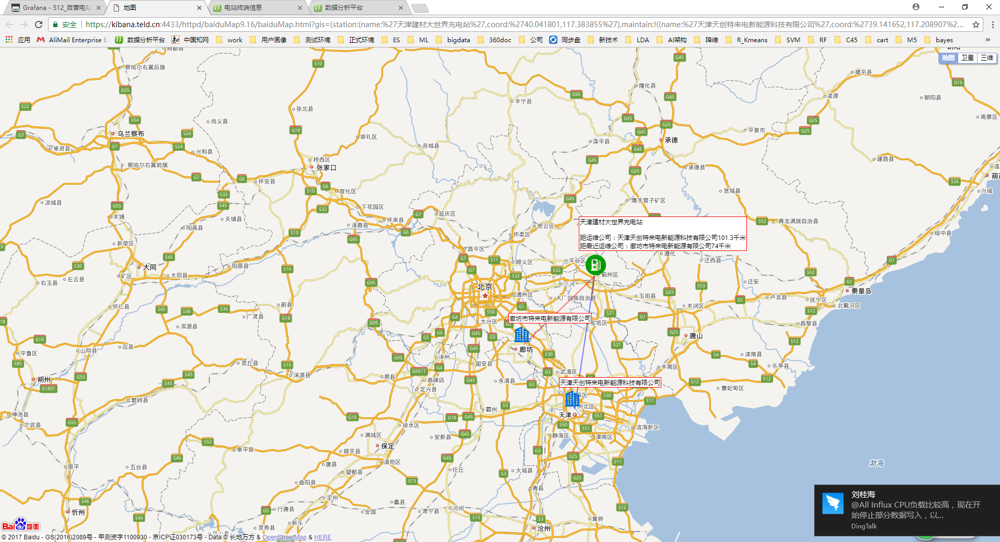 Grafana - 512_自营电站
地图
电站终端信息
数据分析平台
安全
https://kibana.teld.cn:4433/httpd/baiduMap9.16/baiduMap.html?gis=(station:(name:%27天津建材大世界充电站%27,coord:%2740.041801,117.383855%27),maintain:!((name:%27天津天创特来电新能源科技有限公司%27,coord:%2739.141652,117.208907%2...
应用
AliMail Enterprise E
数据分析平台
中国知网
work
用户画像
测试环境
正式环境
ES
ML
bigdata
360doc
公司
同步盘
新技术
LDA
AI架构
降维
R_Kmeans
SVM
RF
C45
cart
M5
bayes
»
地图 卫星 三维
商都县
察哈尔右翼后旗
建平县
隆化县
凌源
朝阳县
丰宁县
张北县
尚义县
南票区
乌兰察布
平泉市
崇礼区
滦平县
承德
卓资县
赤城县
兴和县
桥西区
建昌县
察哈尔右翼前旗
张家口
承德县
怀安县
宣化区
宽城县
兴城
凉城县
下花园区
鹰手营子矿区
丰镇
天镇县
怀来县
延庆区
天津建材大世界充电站
青龙满族自治县
阳高县
涿鹿县
密云区
怀柔区
绥中县
距运维公司：天津天创特来电新能源科技有限公司101.3千米
距最近运维公司：廊坊市特来电新能源有限公司74千米
新荣区
昌平区
遵化
顺义区
平谷区
迁西县
大同
阳原县
蓟州区
矿区
大同县
左云县
右玉县
北京
三河
迁安
秦皇岛
通州区
大厂回族自治县
玉田县
卢龙县
抚宁区
怀仁县
蔚县
丰润区
北戴河区
广灵县
廊坊市特来电新能源有限公司
大兴区
宝坻区
昌黎县
浑源县
唐山
应县
山阴县
廊坊
平鲁区
涿州
滦南县
灵丘县
固安县
乐亭县
丰南区
武清区
涞源县
易县
朔州
高碑店
永清县
天津天创特来电新能源科技有限公司
定兴县
曹妃甸区
繁峙县
辰区
河北区
霸州
神池县
天津
宁武县
徐水区
滨海新区
满城区
安新县
静海区
津南区
保定
阜平县
顺平县
清苑区
渤海
五台县
原平
唐县
任丘
大城县
望都县
曲阳县
青县
定州
蠡县
忻州
行唐县
安国
肃宁县
河间
新乐
黄骅
灵寿县
沧州
刘桂海
@All Influx CPU负载比较高，现在开
始停止部分数据写入，以...
DingTalk
Bai du 地图
© 2017 Baidu - GS(2016)2089号 - 甲测资字1100930 - 京ICP证030173号 - Data © 长地万方 & OpenStreetMap & HERE